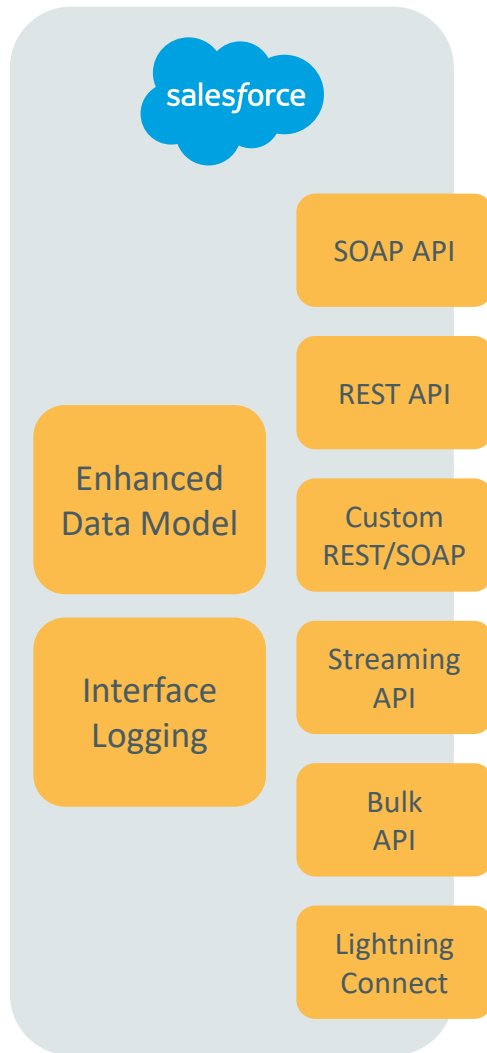 salesforce
SOAP API
REST API
Enhanced
Data Model
Custom
REST/SOAP
Interface
Logging
Streaming
API
Bulk
API
Lightning
Connect